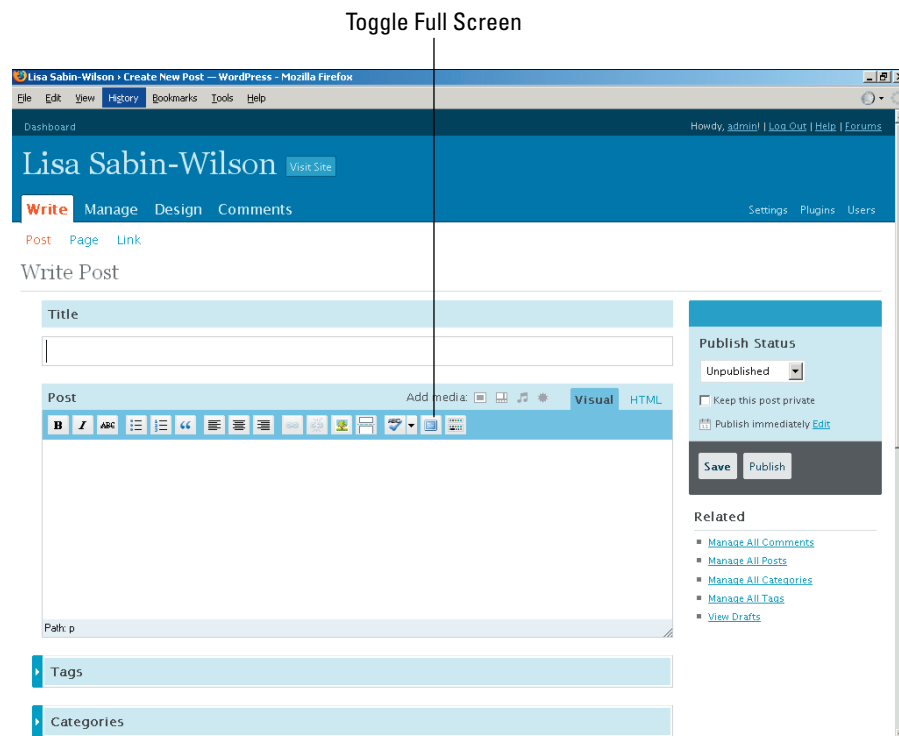 Toggle Full Screen
Lisa Sabin-Wilson › Create New Post — WordPress - Mozilla Firefox
File Edit View History Bookmarks Tools Help
Dashboard
Howdy, admin! | Log Out | Help | Forums
Lisa Sabin-Wilson Visit Site
Write Manage Design Comments
Settings Plugins Users
Post Page Link
Write Post
Title
Post
Add media:
Visual HTML
B I ABC
ABC
Path: p
Tags
Categories
Publish Status
Unpublished
Keep this post private
Publish immediately Edit
Save Publish
Related
Manage All Comments
Manage All Posts
Manage All Categories
Manage All Tags
View Drafts